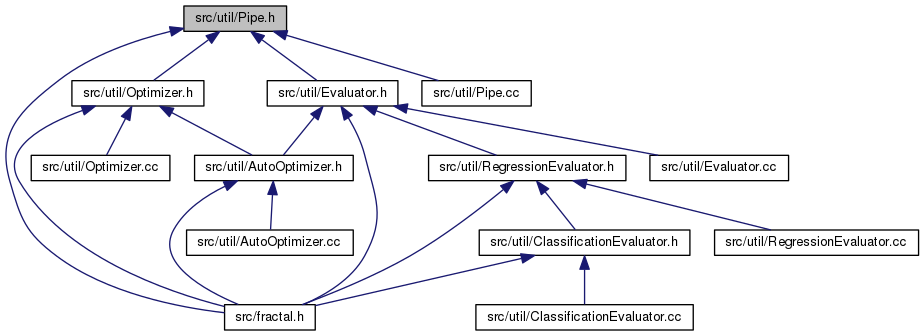 src/util/Pipe.h
src/util/Optimizer.h
src/util/Evaluator.h
src/util/Pipe.cc
src/util/Optimizer.cc
src/util/AutoOptimizer.h
src/util/RegressionEvaluator.h
src/util/Evaluator.cc
src/util/AutoOptimizer.cc
src/util/ClassificationEvaluator.h
src/util/RegressionEvaluator.cc
src/fractal.h
src/util/ClassificationEvaluator.cc